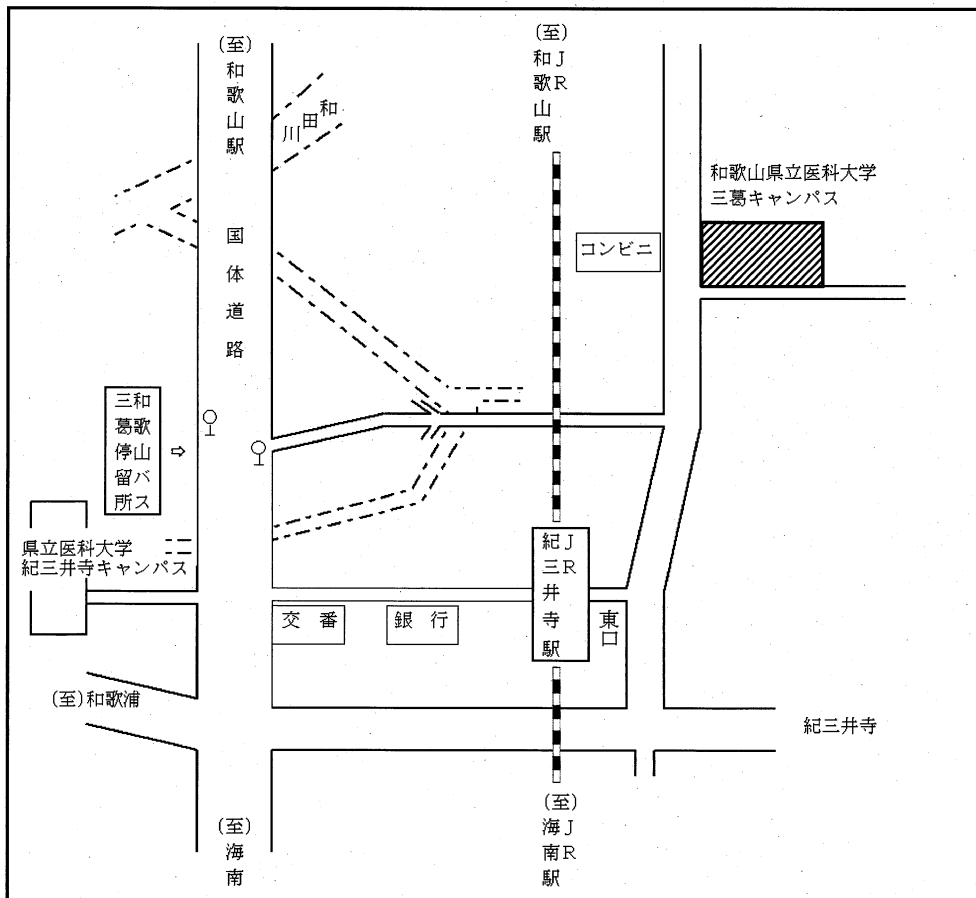 (至)和歌山駅
和田川
国体道路
(至)JR和歌山駅
和歌山県立医科大学
三葛キャンパス
コンビニ
和歌山バス
三葛停留所
⇨
県立医科大学
紀三井寺キャンパス
JR紀三井寺駅
東口
交番
銀行
(至)和歌浦
紀三井寺
(至)海南
(至)JR海南駅